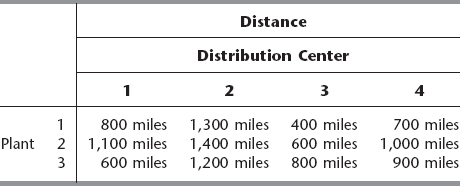 Distance
Distribution Center
1 2 3 4
1 800 miles 1,300 miles 400 miles 700 miles
Plant 2 1,100 miles 1,400 miles 600 miles 1,000 miles
3 600 miles 1,200 miles 800 miles 900 miles